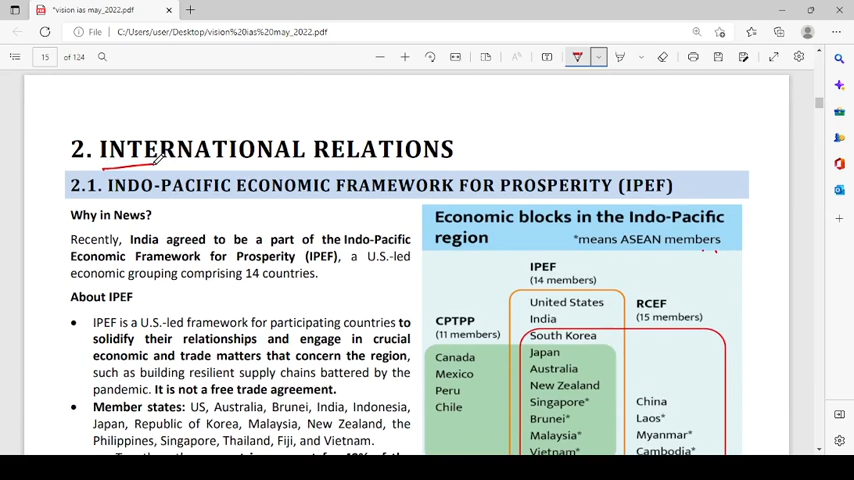 *vision ias may_2022.pdf
File
C:/Users/user/Desktop/vision%20ias%20may_2022.pdf
15 of 124
2. INTERNATIONAL RELATIONS
2.1. INDO-PACIFIC ECONOMIC FRAMEWORK FOR PROSPERITY (IPEF)
Why in News?
Recently, India agreed to be a part of the Indo-Pacific
Economic Framework for Prosperity (IPEF), a U.S.-led
economic grouping comprising 14 countries.
About IPEF
• IPEF is a U.S.-led framework for participating countries to
solidify their relationships and engage in crucial
economic and trade matters that concern the region,
such as building resilient supply chains battered by the
pandemic. It is not a free trade agreement.
• Member states: US, Australia, Brunei, India, Indonesia,
Japan, Republic of Korea, Malaysia, New Zealand, the
Philippines, Singapore, Thailand, Fiji, and Vietnam.
Economic blocks in the Indo-Pacific
region
*means ASEAN members
IPEF
(14 members)
United States
India
South Korea
Japan
Australia
New Zealand
Singapore*
Brunei*
Malaysia*
Vietnam*
CPTPP
(11 members)
Canada
Mexico
Peru
Chile
RCEF
(15 members)
China
Laos*
Myanmar*
Cambodia*